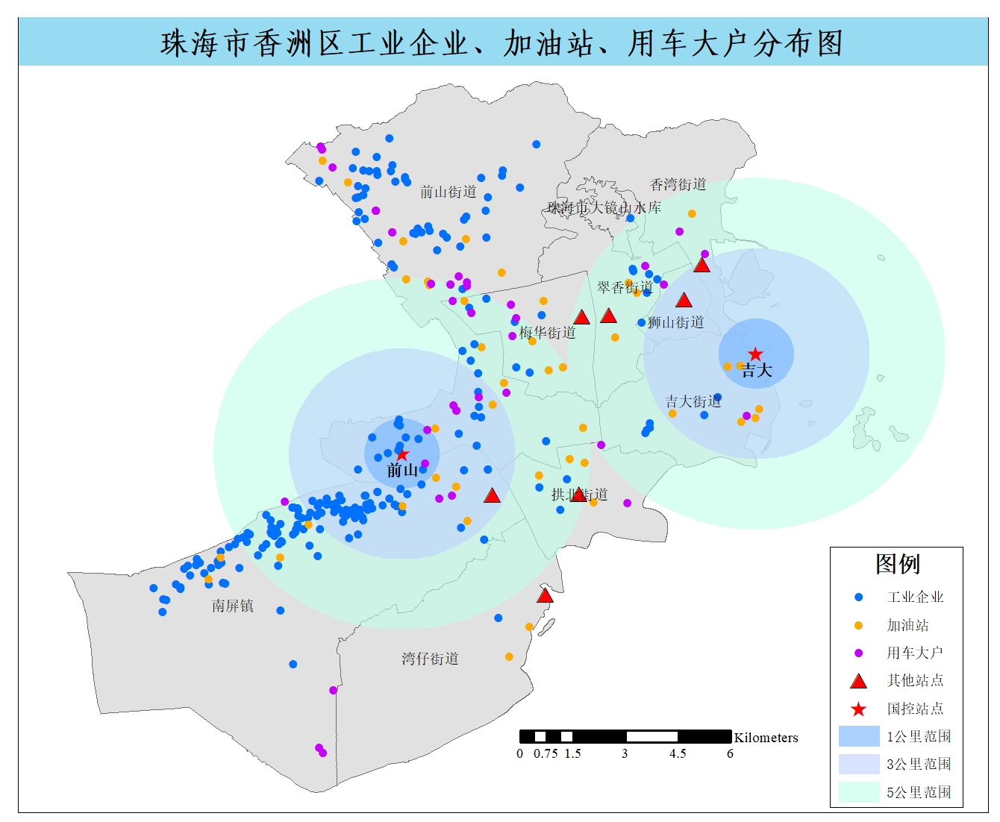 珠海市香洲区工业企业、加油站、用车大户分布图
香湾街道
前山街道
珠海市大镜山水库
翠香街道
狮山街道
梅华街道
吉大
吉大街道
前山
拱北街道
南屏镇
湾仔街道
图例
工业企业
加油站
用车大户
其他站点
国控站点
1公里范围
3公里范围
5公里范围
Kilometers
0 0.75 1.5 3 4.5 6